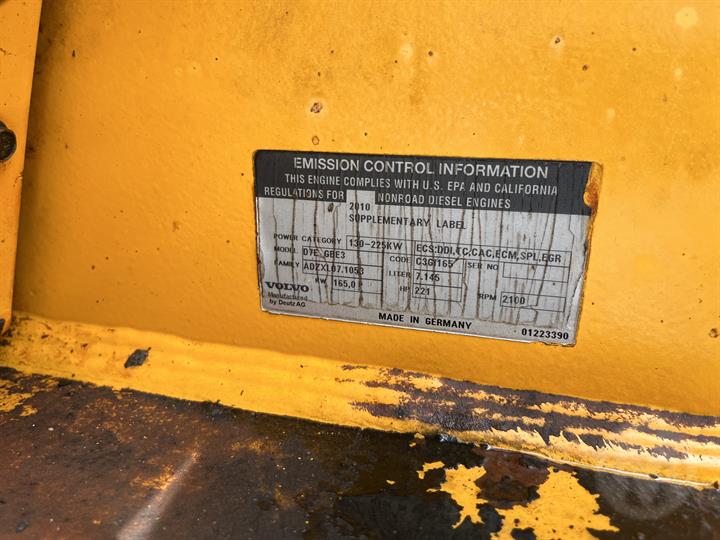 EMISSION CONTROL INFORMATION
THIS ENGINE COMPLIES WITH U.S. EPA AND CALIFORNIA
REGULATIONS FOR 2010 NONROAD DIESEL ENGINES
SUPPLEMENTARY LABEL
POWER CATEGORY 130-225KW ECS:DDI,TC,CAC,ECM,SPL,EGR
MODEL D7E GBE3 CODE C3G/165 SER NO
FAMILY ADZXL07.1053 LITER 7.145
KW 165,0 HP 221 RPM 2100
VOLVO
Manufactured
by Deutz AG
MADE IN GERMANY
01223390